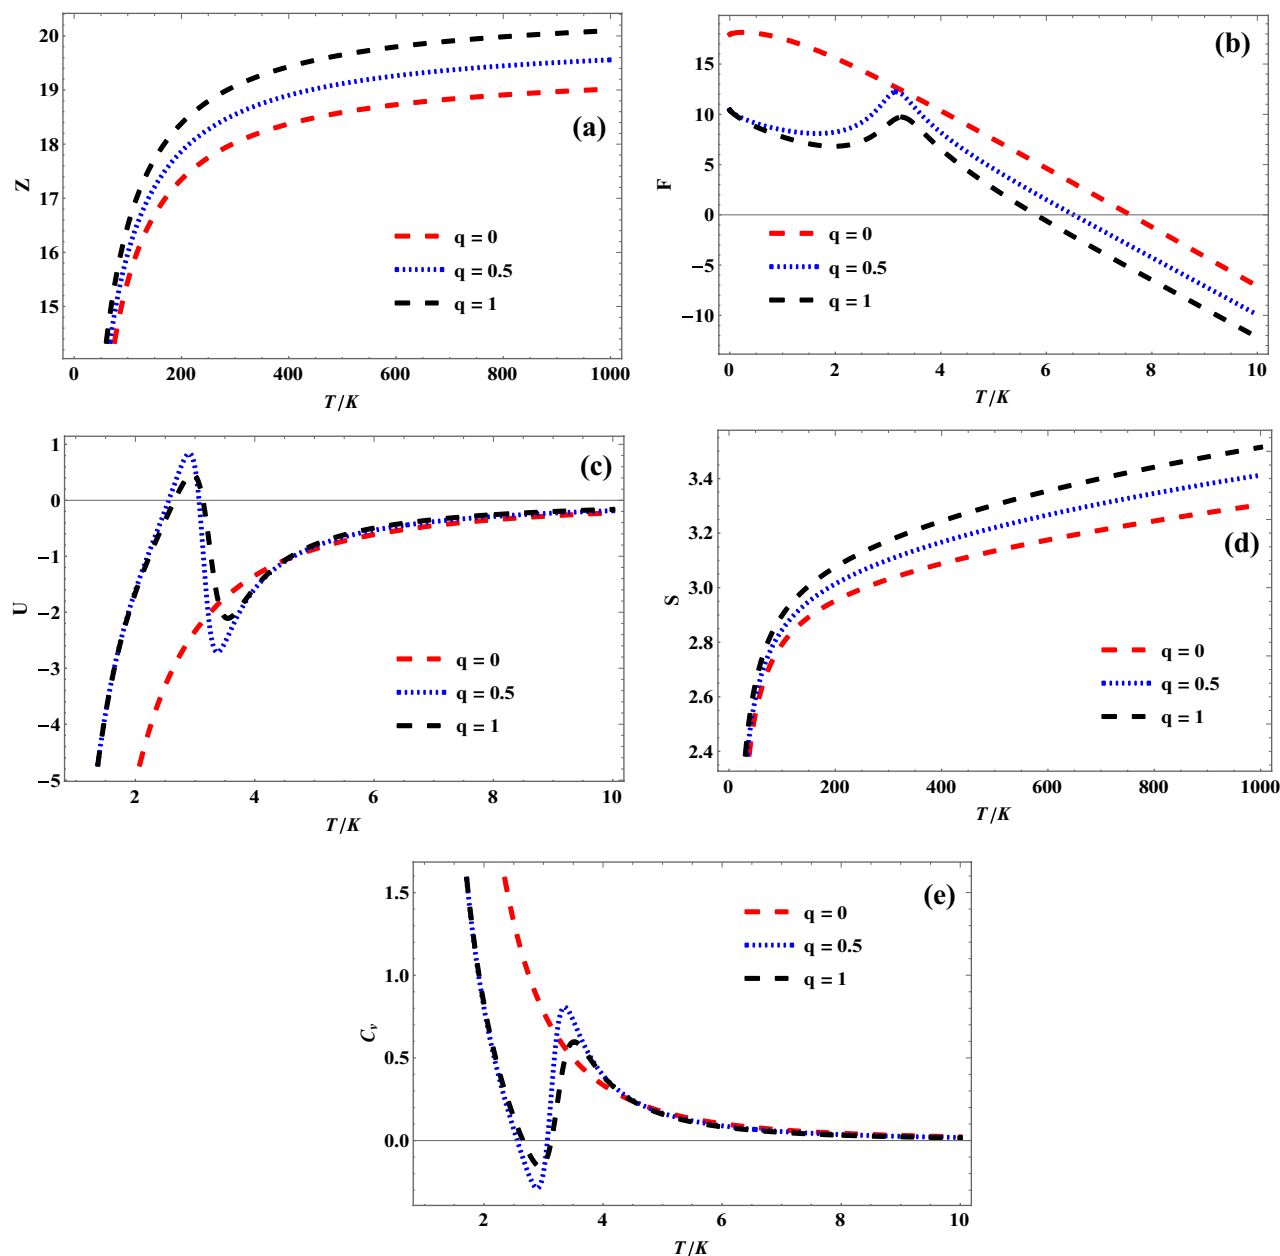 (a)
Z
20
19
18
17
16
15
q = 0
q = 0.5
q = 1
0 200 400 600 800 1000
T/K
(b)
F
15
10
5
0
−5
−10
q = 0
q = 0.5
q = 1
0 2 4 6 8 10
T/K
(c)
U
1
0
−1
−2
−3
−4
−5
q = 0
q = 0.5
q = 1
2 4 6 8 10
T/K
(d)
S
3.4
3.2
3.0
2.8
2.6
2.4
q = 0
q = 0.5
q = 1
0 200 400 600 800 1000
T/K
(e)
Cv
1.5
1.0
0.5
0.0
q = 0
q = 0.5
q = 1
2 4 6 8 10
T/K